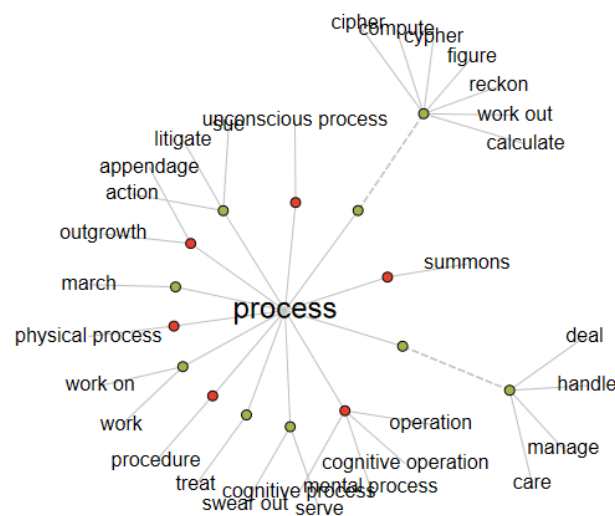 cipher
compute
cypher
figure
reckon
work out
calculate
unconscious process
sue
litigate
appendage
action
outgrowth
summons
march
process
physical process
deal
work on
handle
work
operation
manage
procedure
cognitive operation
treat
care
cognitive process
mental process
swear out
serve